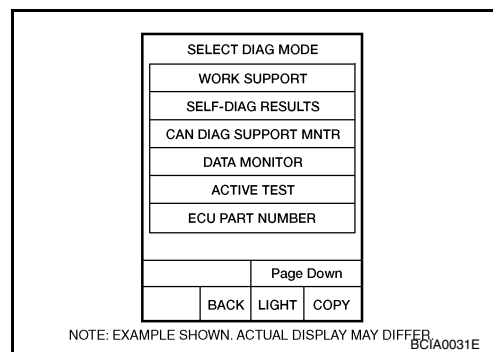 SELECT DIAG MODE
WORK SUPPORT
SELF-DIAG RESULTS
CAN DIAG SUPPORT MNTR
DATA MONITOR
ACTIVE TEST
ECU PART NUMBER
Page Down
BACK LIGHT COPY
NOTE: EXAMPLE SHOWN. ACTUAL DISPLAY MAY DIFFER.
BCIA0031E